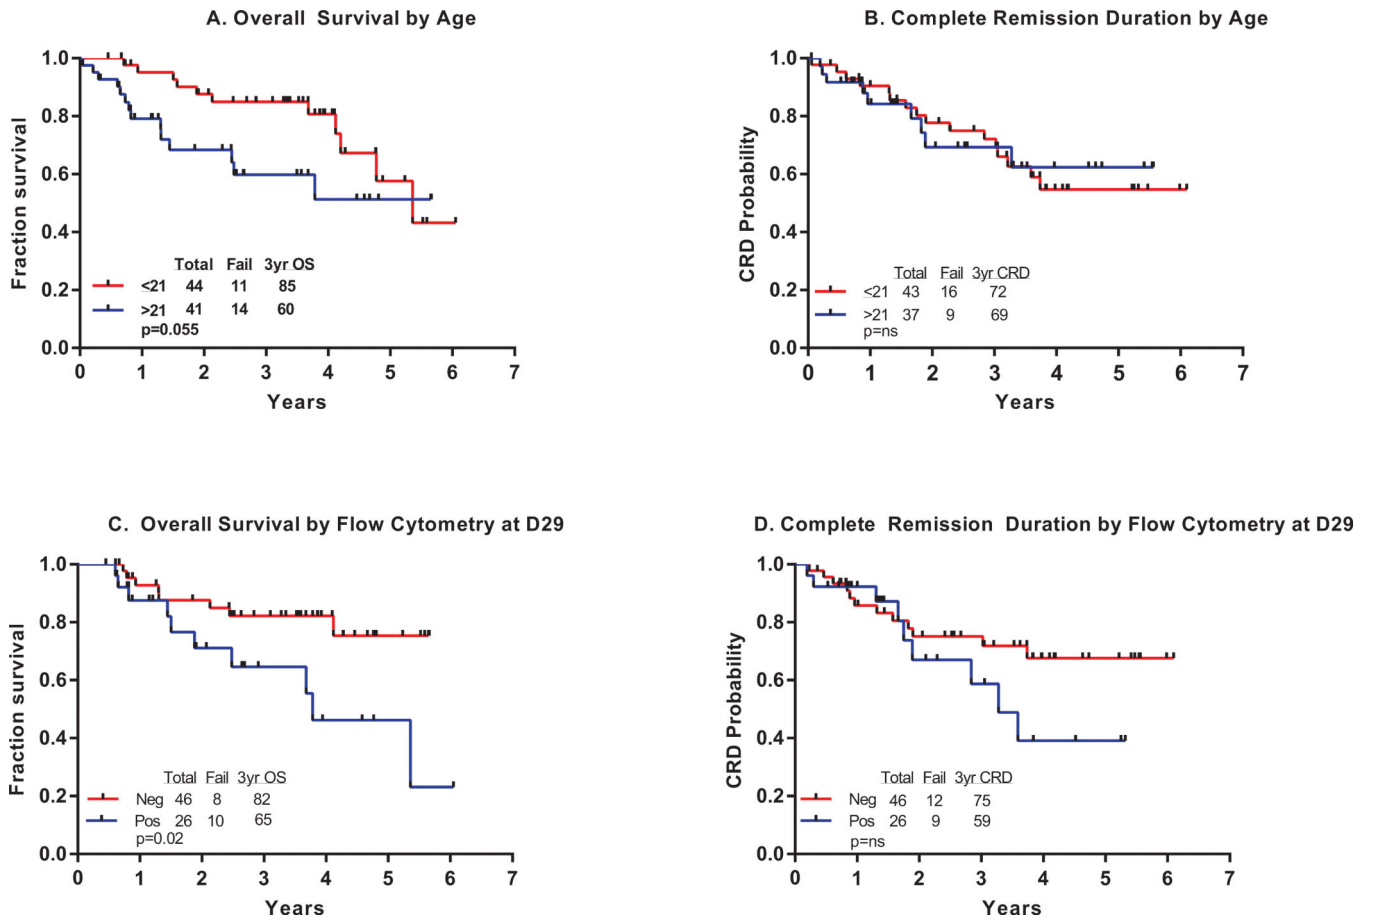 A. Overall  Survival by Age
Fraction survival
1.0
0.8
0.6
0.4
0.2
0.0
Total Fail 3yr OS
<21 44 11 85
>21 41 14 60
p=0.055
0 1 2 3 4 5 6 7
Years
B. Complete Remission Duration by Age
CRD Probability
1.0
0.8
0.6
0.4
0.2
0.0
Total Fail 3yr CRD
≤21 43 16 72
>21 37 9 69
p=ns
0 1 2 3 4 5 6 7
Years
C.  Overall Survival by Flow Cytometry at D29
Fraction survival
1.0
0.8
0.6
0.4
0.2
0.0
Total Fail 3yr OS
Neg 46 8 82
Pos 26 10 65
p=0.02
0 1 2 3 4 5 6 7
Years
D. Complete  Remission  Duration by Flow Cytometry at D29
CRD Probability
1.0
0.8
0.6
0.4
0.2
0.0
Total Fail 3yr CRD
Neg 46 12 75
Pos 26 9 59
p=ns
0 1 2 3 4 5 6 7
Years